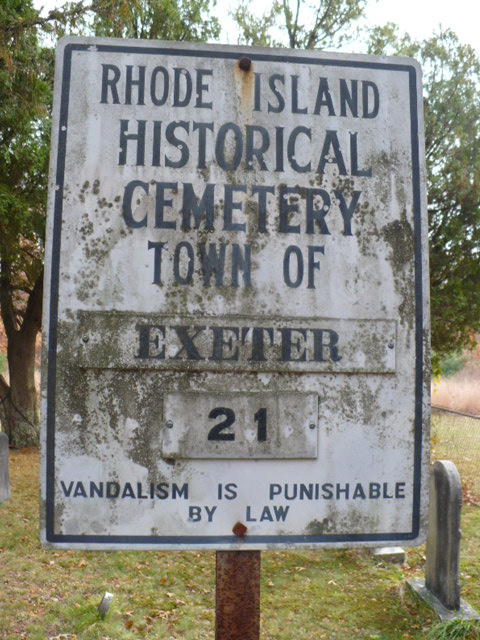 RHODE ISLAND
HISTORICAL
CEMETERY
TOWN OF
EXETER
21
VANDALISM IS PUNISHABLE
BY LAW